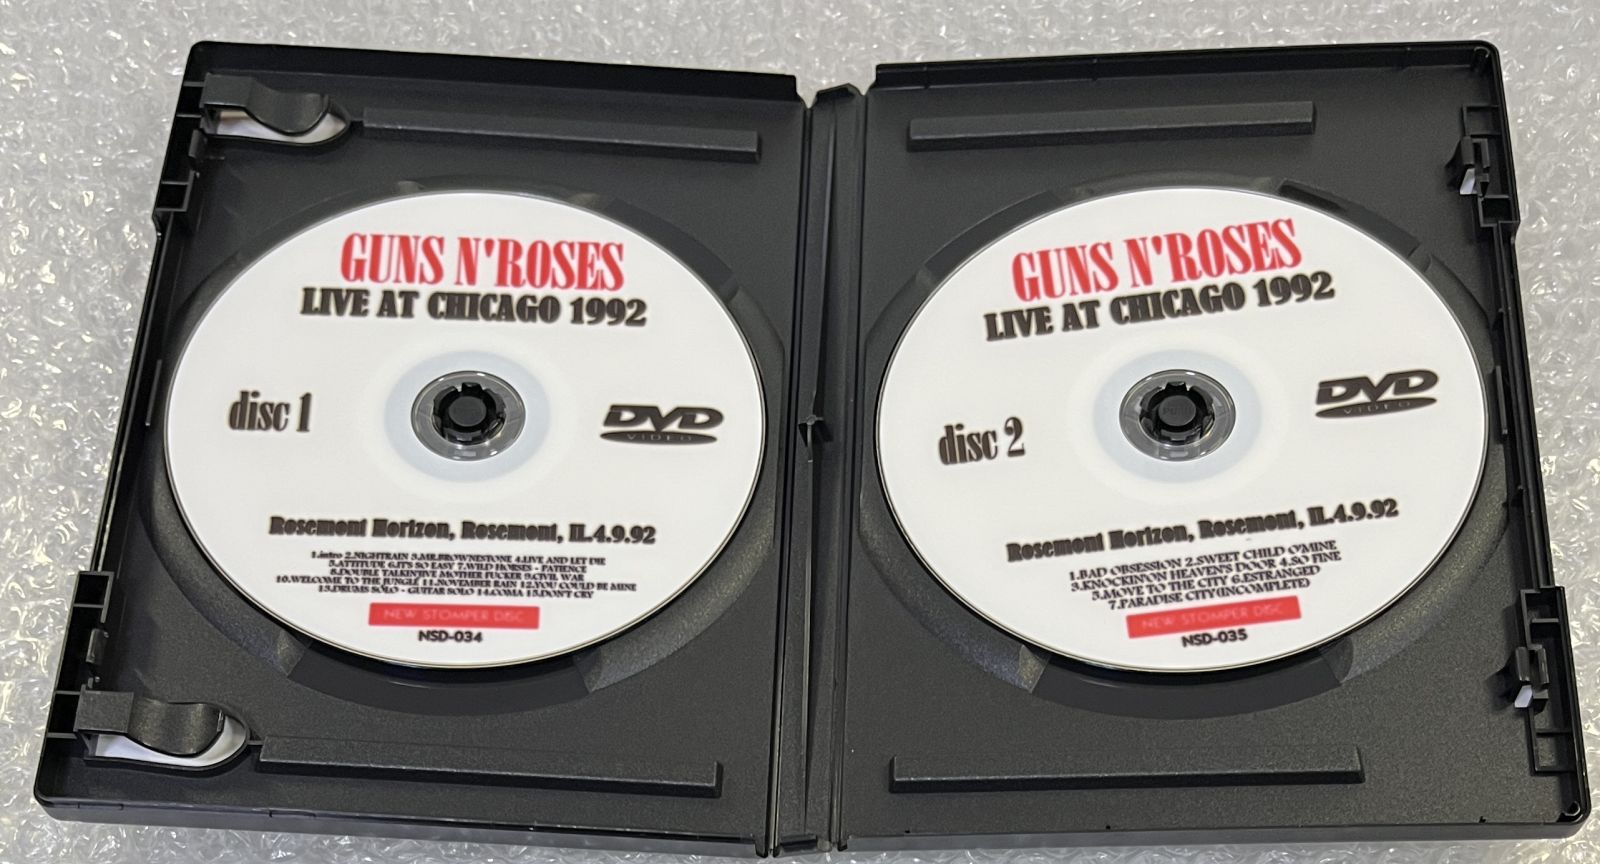 GUNS N'ROSES
LIVE AT CHICAGO 1992
disc 1
DVD
VIDEO
Rosemont Horizon, Rosemont, IL.4.9.92
1.intro 2.NIGHTRAIN 3.MR.BROWNSTONE 4.LIVE AND LET DIE
5.ATTITUDE 6.IT'S SO EASY 7.WILD HORSES - PATIENCE
8.DOUBLE TALKIN'JIVE MOTHER FUCKER 9.CIVIL WAR
10.WELCOME TO THE JUNGLE 11.NOVEMBER RAIN 12.YOU COULD BE MINE
13.DRUMS SOLO - GUITAR SOLO 14.COMA 15.DON'T CRY
NEW STOMPER DISC
NSD-034
GUNS N'ROSES
LIVE AT CHICAGO 1992
disc 2
DVD
VIDEO
Rosemont Horizon, Rosemont, IL.4.9.92
1.BAD OBSESSION 2.SWEET CHILD O'MINE
3.KNOCKIN'ON HEAVEN'S DOOR 4.SO FINE
5.MOVE TO THE CITY 6.ESTRANGED
7.PARADISE CITY(INCOMPLETE)
NEW STOMPER DISC
NSD-035